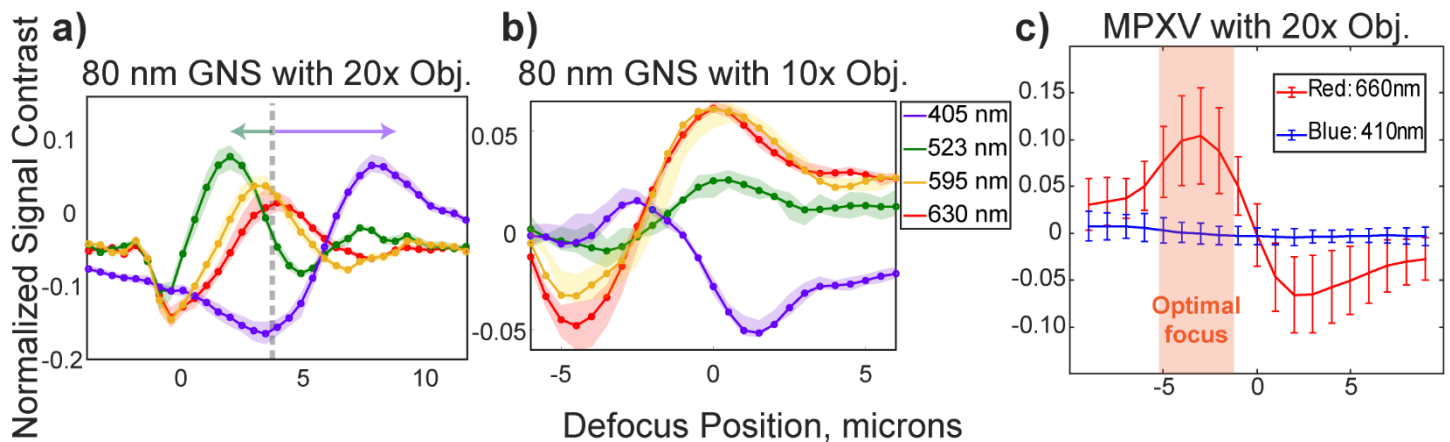 Normalized Signal Contrast
a)
80 nm GNS with 20x Obj.
0.1
0
-0.1
-0.2
0 5 10
b)
80 nm GNS with 10x Obj.
0.05
0
-0.05
-5 0 5
405 nm
523 nm
595 nm
630 nm
c)
MPXV with 20x Obj.
0.15
0.10
0.05
0
-0.05
-0.10
-5 0 5
Red: 660nm
Blue: 410nm
Optimal
focus
Defocus Position, microns